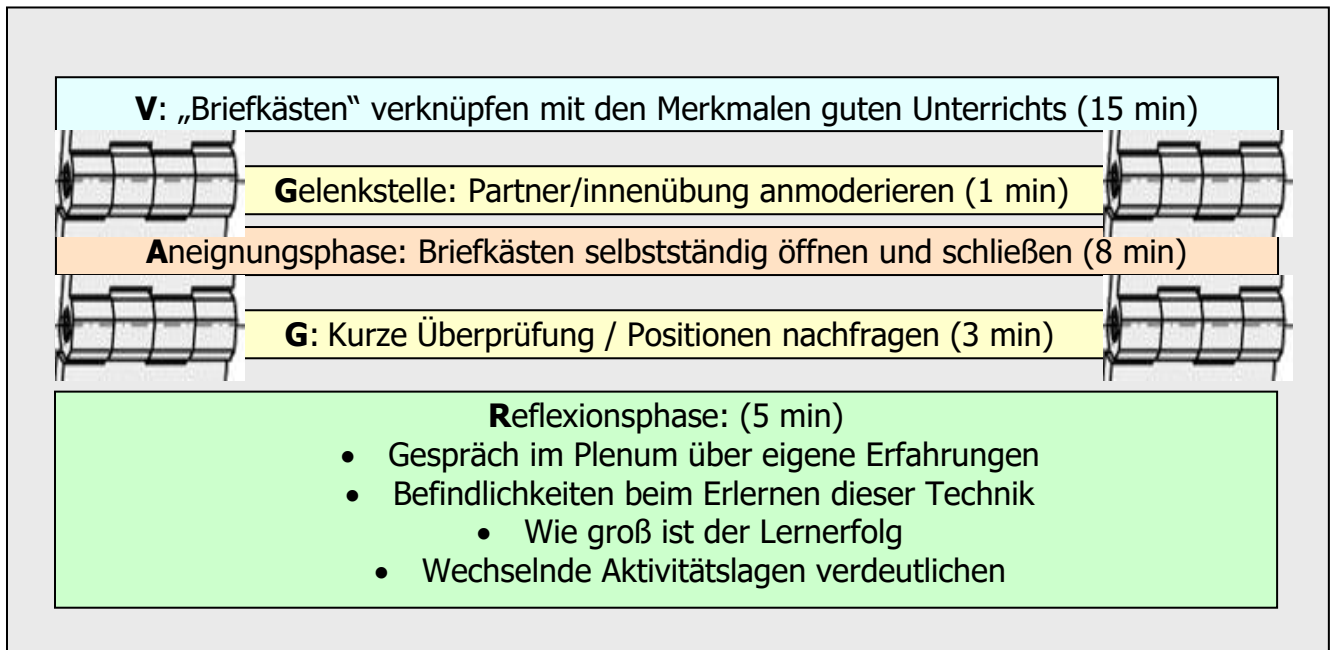 V: „Briefkästen“ verknüpfen mit den Merkmalen guten Unterrichts (15 min)
Gelenkstelle: Partner/innenübung anmoderieren (1 min)
Aneignungsphase: Briefkästen selbstständig öffnen und schließen (8 min)
G: Kurze Überprüfung / Positionen nachfragen (3 min)
Reflexionsphase: (5 min)
• Gespräch im Plenum über eigene Erfahrungen
• Befindlichkeiten beim Erlernen dieser Technik
• Wie groß ist der Lernerfolg
• Wechselnde Aktivitätslagen verdeutlichen